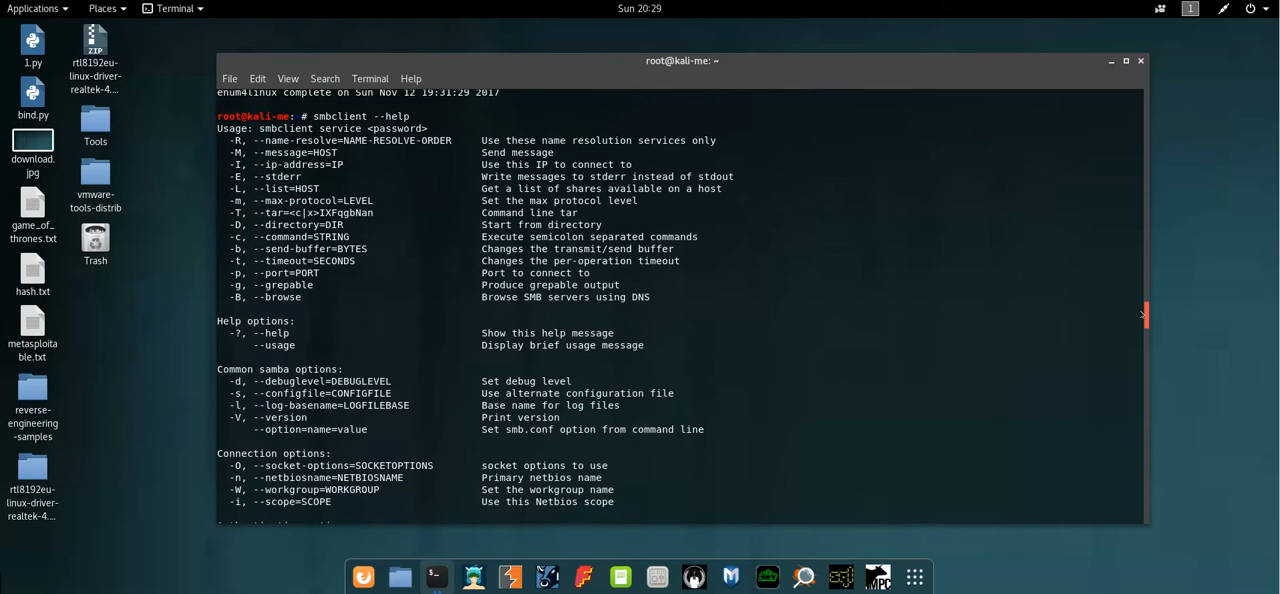 Applications
Places
Terminal
Sun 20:29
1
1.py
bind.py
download.
jpg
game_of_
thrones.txt
hash.txt
metasploita
ble.txt
reverse-
engineering
-samples
rtl8192eu-
linux-driver-
realtek-4....
ZIP
rtl8192eu-
linux-driver-
realtek-4....
Tools
vmware-
tools-distrib
Trash
root@kali-me: ~
File Edit View Search Terminal Help
enum4linux complete on Sun Nov 12 19:31:29 2017
root@kali-me: # smbclient --help
Usage: smbclient service <password>
-R, --name-resolve=NAME-RESOLVE-ORDER Use these name resolution services only
-M, --message=HOST Send message
-I, --ip-address=IP Use this IP to connect to
-E, --stderr Write messages to stderr instead of stdout
-L, --list=HOST Get a list of shares available on a host
-m, --max-protocol=LEVEL Set the max protocol level
-T, --tar=<c|x>IXFqgbNan Command line tar
-D, --directory=DIR Start from directory
-c, --command=STRING Execute semicolon separated commands
-b, --send-buffer=BYTES Changes the transmit/send buffer
-t, --timeout=SECONDS Changes the per-operation timeout
-p, --port=PORT Port to connect to
-g, --grepable Produce grepable output
-B, --browse Browse SMB servers using DNS
Help options:
-?, --help Show this help message
--usage Display brief usage message
Common samba options:
-d, --debuglevel=DEBUGLEVEL Set debug level
-s, --configfile=CONFIGFILE Use alternate configuration file
-l, --log-basename=LOGFILEBASE Base name for log files
-V, --version Print version
--option=name=value Set smb.conf option from command line
Connection options:
-O, --socket-options=SOCKETOPTIONS socket options to use
-n, --netbiosname=NETBIOSNAME Primary netbios name
-W, --workgroup=WORKGROUP Set the workgroup name
-i, --scope=SCOPE Use this Netbios scope